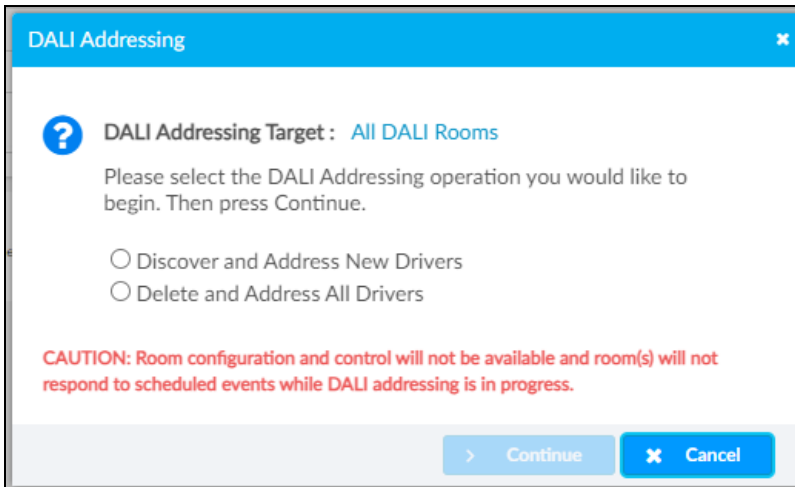 DALI Addressing
DALI Addressing Target : All DALI Rooms
Please select the DALI Addressing operation you would like to
begin. Then press Continue.
Discover and Address New Drivers
Delete and Address All Drivers
CAUTION: Room configuration and control will not be available and room(s) will not
respond to scheduled events while DALI addressing is in progress.
Continue
Cancel